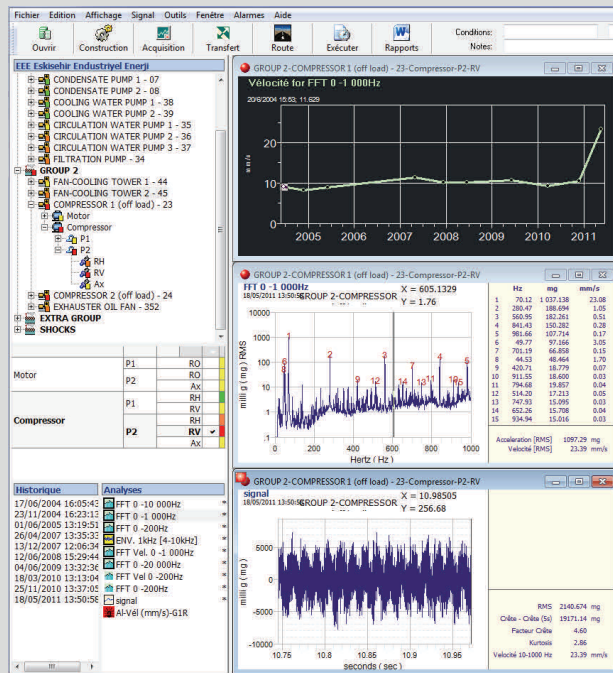 Fichier Edition Affichage Signal Outils Fenêtre Alarmes Aide
Ouvrir Construction Acquisition Transfert Route Exécuter Rapports
Conditions:
Notes:
EEE Eskisehir Endustriyel Enerji
CONDENSATE PUMP 1 - 07
CONDENSATE PUMP 2 - 08
COOLING WATER PUMP 1 - 38
COOLING WATER PUMP 2 - 39
CIRCULATION WATER PUMP 1 - 35
CIRCULATION WATER PUMP 2 - 36
CIRCULATION WATER PUMP 3 - 37
FILTRATION PUMP - 34
GROUP 2
FAN-COOLING TOWER 1 - 44
FAN-COOLING TOWER 2 - 45
COMPRESSOR 1 (off load) - 23
Motor
Compresseur
P1
P2
RH
RV
Ax
COMPRESSOR 2 (off load) - 24
EXHAUSTER OIL FAN - 352
EXTRA GROUP
SHOCKS
Motor
P1 RO
P2 RO
Ax
Compressor
P1 RH
RV
P2 RH
RV
Ax
Historique
17/06/2004 16:05:43
23/11/2004 16:23:13
01/06/2005 13:19:51
26/04/2007 13:35:33
13/12/2007 12:06:34
12/06/2008 15:29:44
04/06/2009 13:32:36
18/03/2010 13:13:04
25/11/2010 13:37:05
18/05/2011 13:50:58
Analyses
FFT 0 -10 000Hz
FFT 0 -1 000Hz
FFT 0 -200Hz
ENV. 1kHz [4-10kHz]
FFT Vel. 0 -1 000Hz
FFT 0 -20 000Hz
FFT Vel 0 -200Hz
FFT 0 -200Hz
signal
Al-Vél (mm/s)-G1R
GROUP 2-COMPRESSOR 1 (off load) - 23-Compressor-P2-RV
Vélocité for FFT 0 -1 000Hz
20/6/2004 15:53; 11.629
20
10
0
2005 2006 2007 2008 2009 2010 2011
GROUP 2-COMPRESSOR 1 (off load) - 23-Compressor-P2-RV
FFT 0 -1 000Hz
18/05/2011 13:50:58 GROUP 2-COMPRESSOR
X = 605.1329
Y = 1.76
milli g ( mg ) RMS
10000
1000
100
10
1
.1
0 200 400 600 800 1000
Hertz ( Hz )
Hz mg mm/s
1 70.12 1 037.138 23.08
2 280.47 188.694 1.05
3 560.95 182.261 0.51
4 841.43 150.282 0.28
5 981.66 107.714 0.17
6 49.77 97.166 3.05
7 701.19 66.858 0.15
8 44.53 48.464 1.70
9 420.71 18.779 0.07
10 911.55 18.600 0.03
11 794.68 19.857 0.04
12 514.20 17.213 0.05
13 747.93 15.095 0.03
14 652.26 15.708 0.04
15 934.94 15.016 0.03
Acceleration [RMS] 1097.29 mg
Velocité [RMS] 23.39 mm/s
GROUP 2-COMPRESSOR 1 (off load) - 23-Compressor-P2-RV
signal
18/05/2011 13:50:58 GROUP 2-COMPRESSOR
X = 10.98505
Y = 256.68
milli g ( mg )
5000
0
-5000
-10000
10.75 10.8 10.85 10.9 10.95
seconds ( sec )
RMS 2140.674 mg
Crête - Crête (5s) 19171.14 mg
Facteur Crête 4.60
Kurtosis 2.86
Velocité 10-1000 Hz 23.39 mm/s